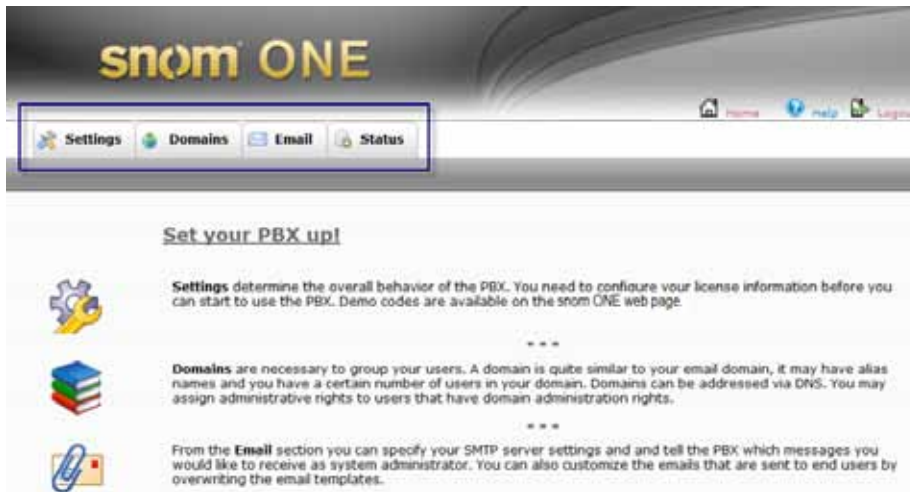 snom ONE
Home Help Logout
Settings Domains Email Status
Set your PBX up!
Settings determine the overall behavior of the PBX. You need to configure your license information before you
can start to use the PBX. Demo codes are available on the snom ONE web page.
* * *
Domains are necessary to group your users. A domain is quite similar to your email domain, it may have alias
names and you have a certain number of users in your domain. Domains can be addressed via DNS. You may
assign administrative rights to users that have domain administration rights.
* * *
From the Email section you can specify your SMTP server settings and and tell the PBX which messages you
would like to receive as system administrator. You can also customize the emails that are sent to end users by
overwriting the email templates.